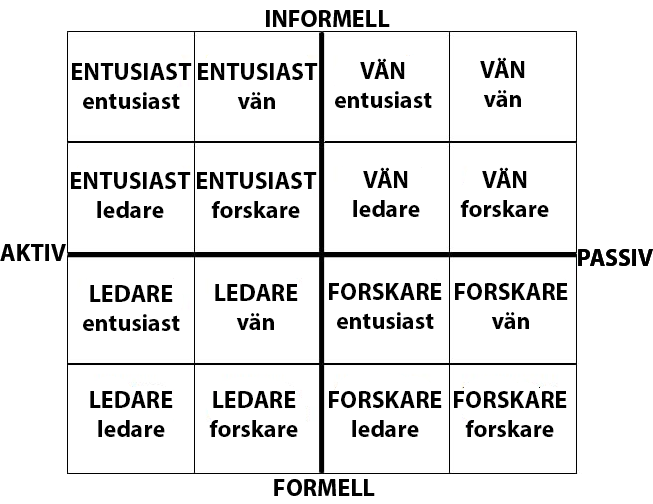 INFORMELL
ENTUSIAST ENTUSIAST VÄN VÄN
entusiast vän entusiast vän
ENTUSIAST ENTUSIAST VÄN VÄN
ledare forskare ledare forskare
AKTIV PASSIV
LEDARE LEDARE FORSKARE FORSKARE
entusiast vän entusiast vän
LEDARE LEDARE FORSKARE FORSKARE
ledare forskare ledare forskare
FORMELL